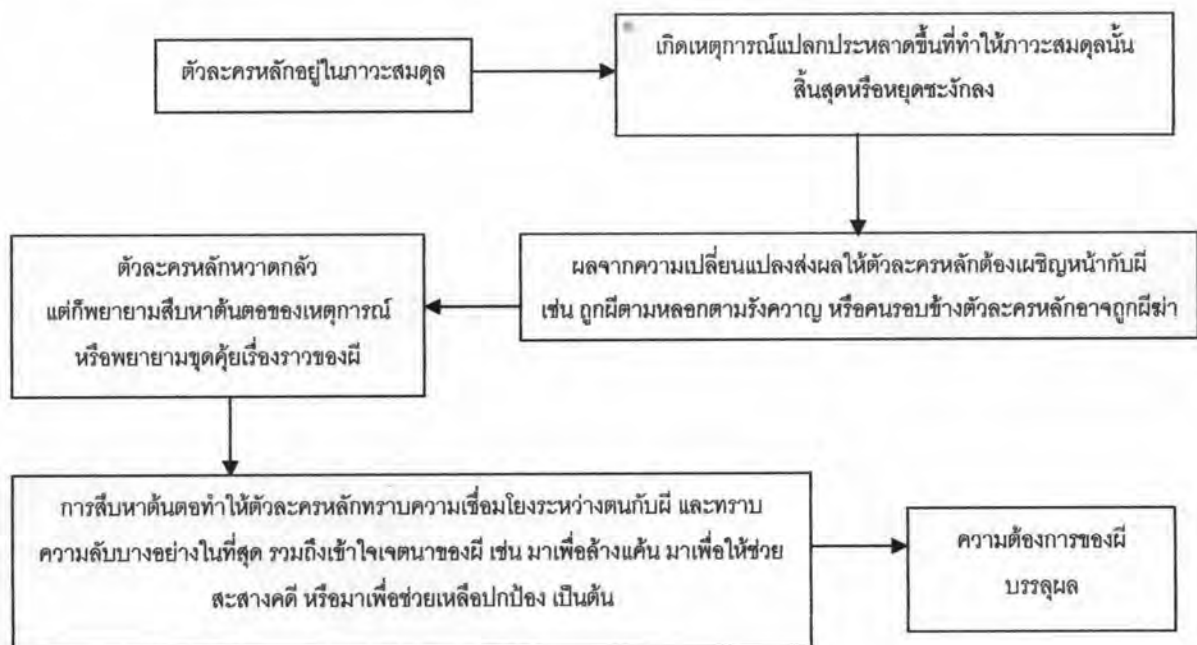 ตัวละครหลักอยู่ในภาวะสมดุล
เกิดเหตุการณ์แปลกประหลาดขึ้นที่ทำให้ภาวะสมดุลนั้น
สิ้นสุดหรือหยุดชะงักลง
ผลจากความเปลี่ยนแปลงส่งผลให้ตัวละครหลักต้องเผชิญหน้ากับผี
เช่น ถูกผีตามหลอกตามรังควาญ หรือคนรอบข้างตัวละครหลักอาจถูกผีฆ่า
ตัวละครหลักหวาดกลัว
แต่ก็พยายามสืบหาต้นตอของเหตุการณ์
หรือพยายามขุดคุ้ยเรื่องราวของผี
การสืบหาต้นตอทำให้ตัวละครหลักทราบความเชื่อมโยงระหว่างตนกับผี และทราบ
ความลับบางอย่างในที่สุด รวมถึงเข้าใจเจตนาของผี เช่น มาเพื่อล้างแค้น มาเพื่อให้ช่วย
สะสางคดี หรือมาเพื่อช่วยเหลือปกป้อง เป็นต้น
ความต้องการของผี
บรรลุผล